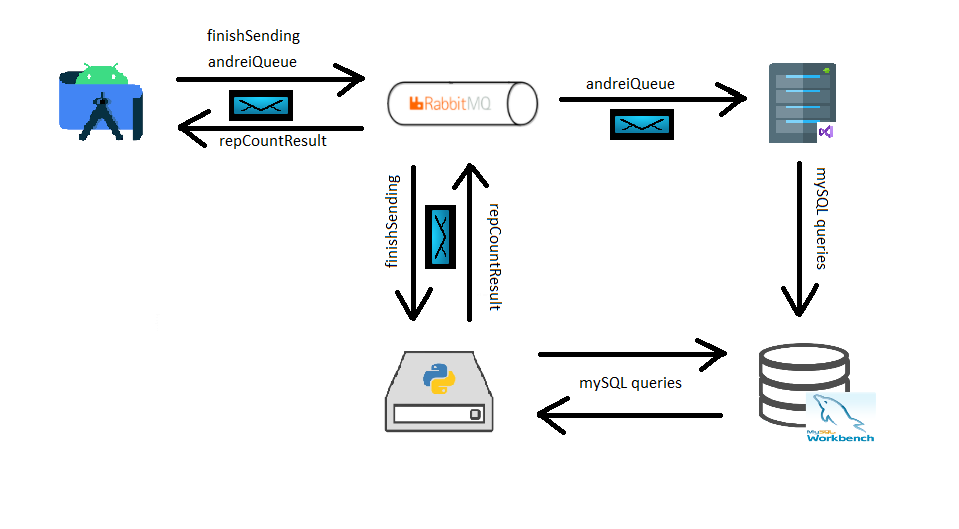 finishSending
andreiQueue
repCountResult
RabbitMQ
andreiQueue
finishSending
repCountResult
mySQL queries
mySQL queries
MySQL
Workbench